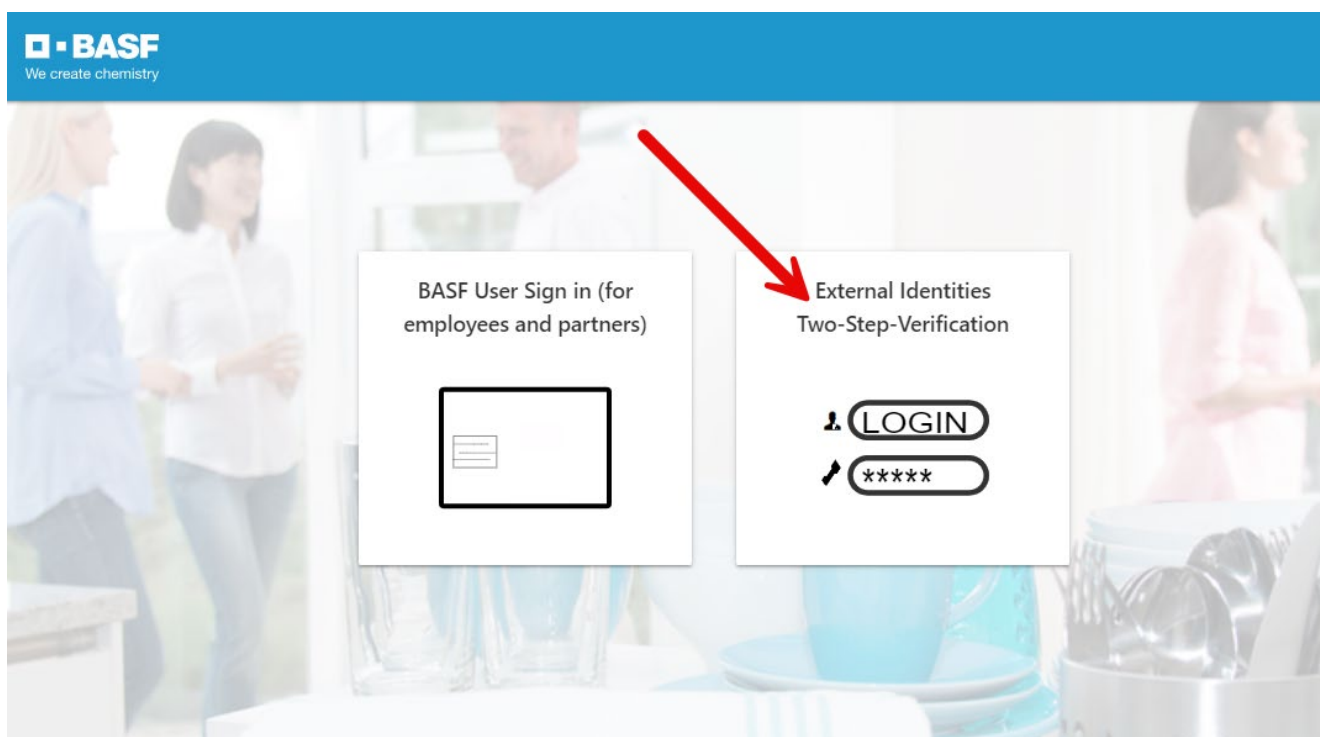 BASF
We create chemistry
BASF User Sign in (for
employees and partners)
External Identities
Two-Step-Verification
LOGIN
*****